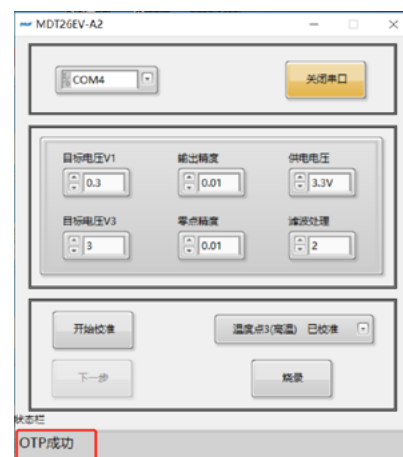 MDT26EV-A2
COM4
关闭串口
目标电压V1
输出精度
供电电压
0.3
0.01
3.3V
目标电压V3
零点精度
滤波处理
3
0.01
2
开始校准
温度点3(高温) 已校准
下一步
烧录
状态栏
OTP成功